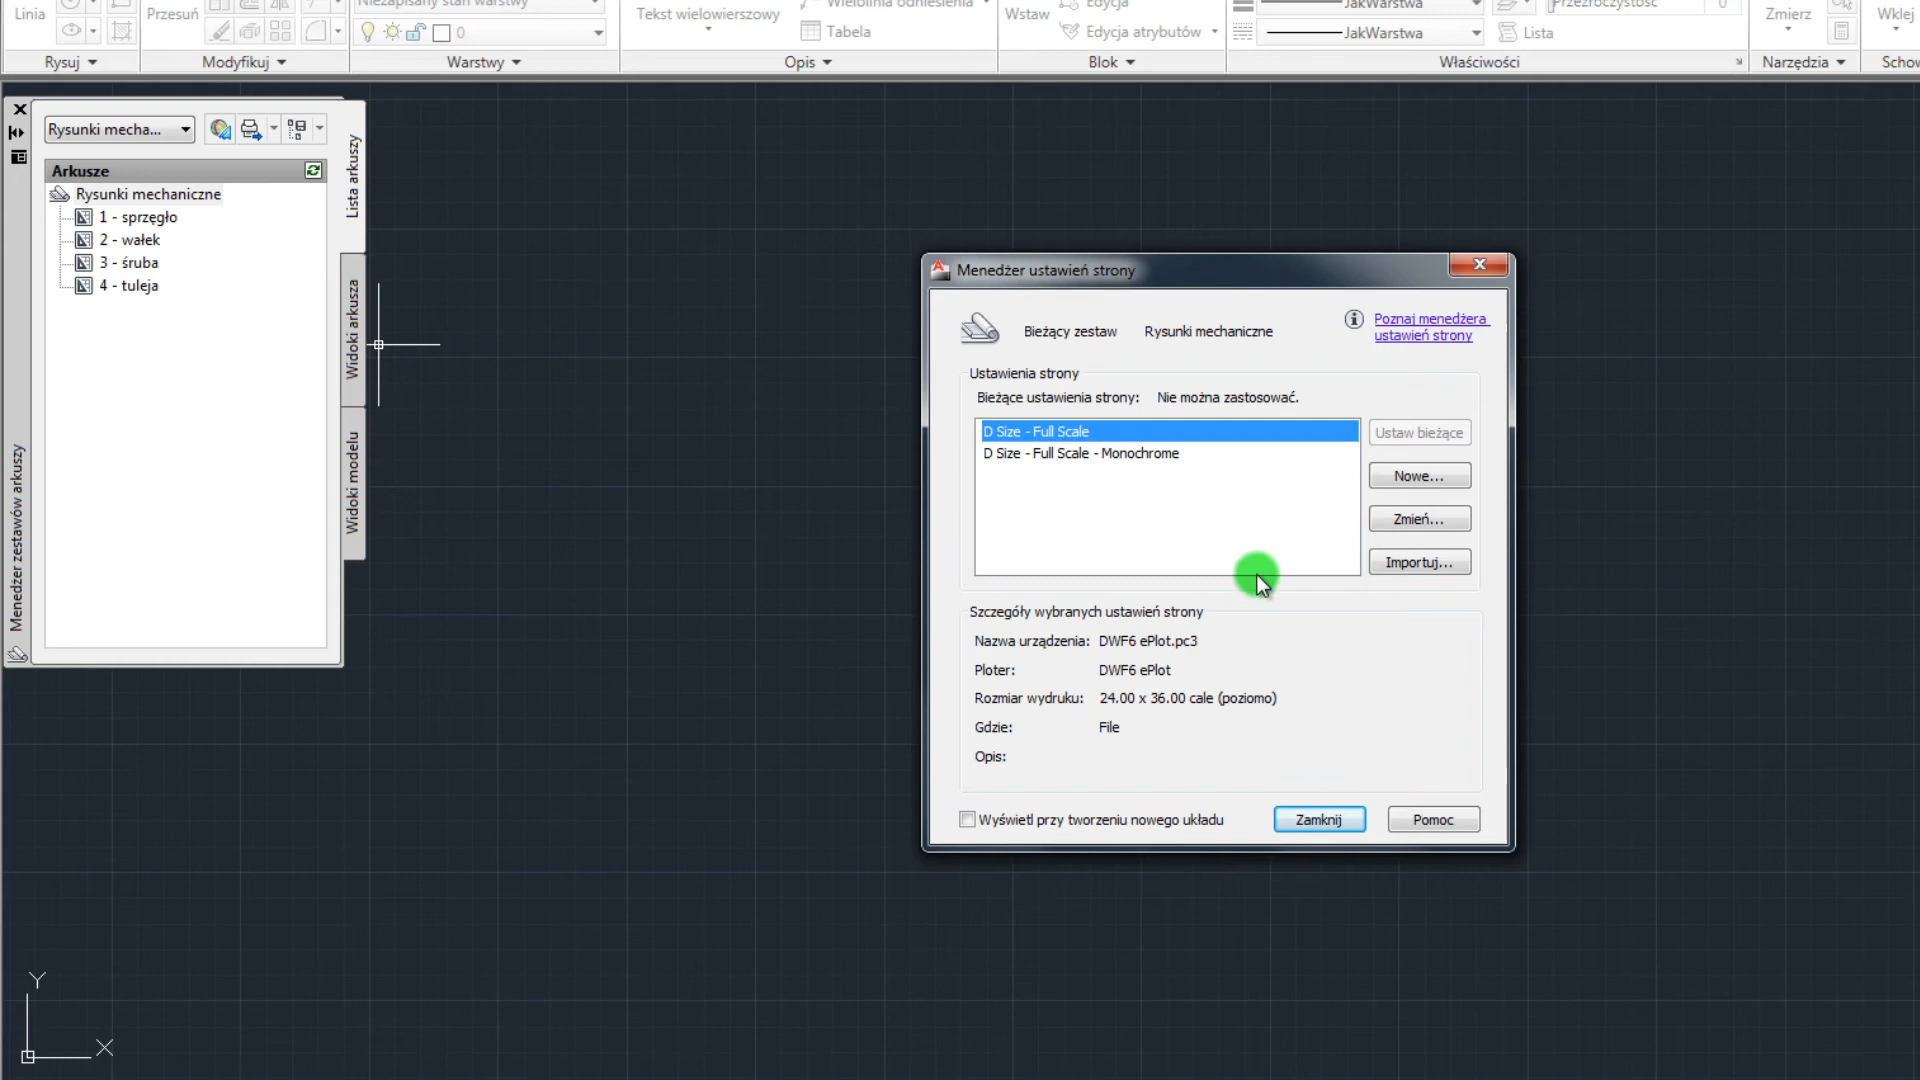 Linia
Przesuń
Niezapisany stan warstwy
0
Tekst wielowierszowy
Wielolinia odniesienia
Tabela
Wstaw
Edycja
Edycja atrybutów
JakWarstwa
JakWarstwa
Przezroczystość
0
Lista
Zmierz
Wklej
Rysuj
Modyfikuj
Warstwy
Opis
Blok
Właściwości
Narzędzia
Schow
Rysunki mecha...
Arkusze
Rysunki mechaniczne
1 - sprzęgło
2 - wałek
3 - śruba
4 - tuleja
Lista arkuszy
Widoki arkusza
Widoki modelu
Menedżer zestawów arkuszy
Menedżer ustawień strony
Bieżący zestaw
Rysunki mechaniczne
Poznaj menedżera
ustawień strony
Ustawienia strony
Bieżące ustawienia strony: Nie można zastosować.
D Size - Full Scale
D Size - Full Scale - Monochrome
Ustaw bieżące
Nowe...
Zmień...
Importuj...
Szczegóły wybranych ustawień strony
Nazwa urządzenia: DWF6 ePlot.pc3
Ploter: DWF6 ePlot
Rozmiar wydruku: 24.00 x 36.00 cale (poziomo)
Gdzie: File
Opis:
Wyświetl przy tworzeniu nowego układu
Zamknij
Pomoc
Y
X